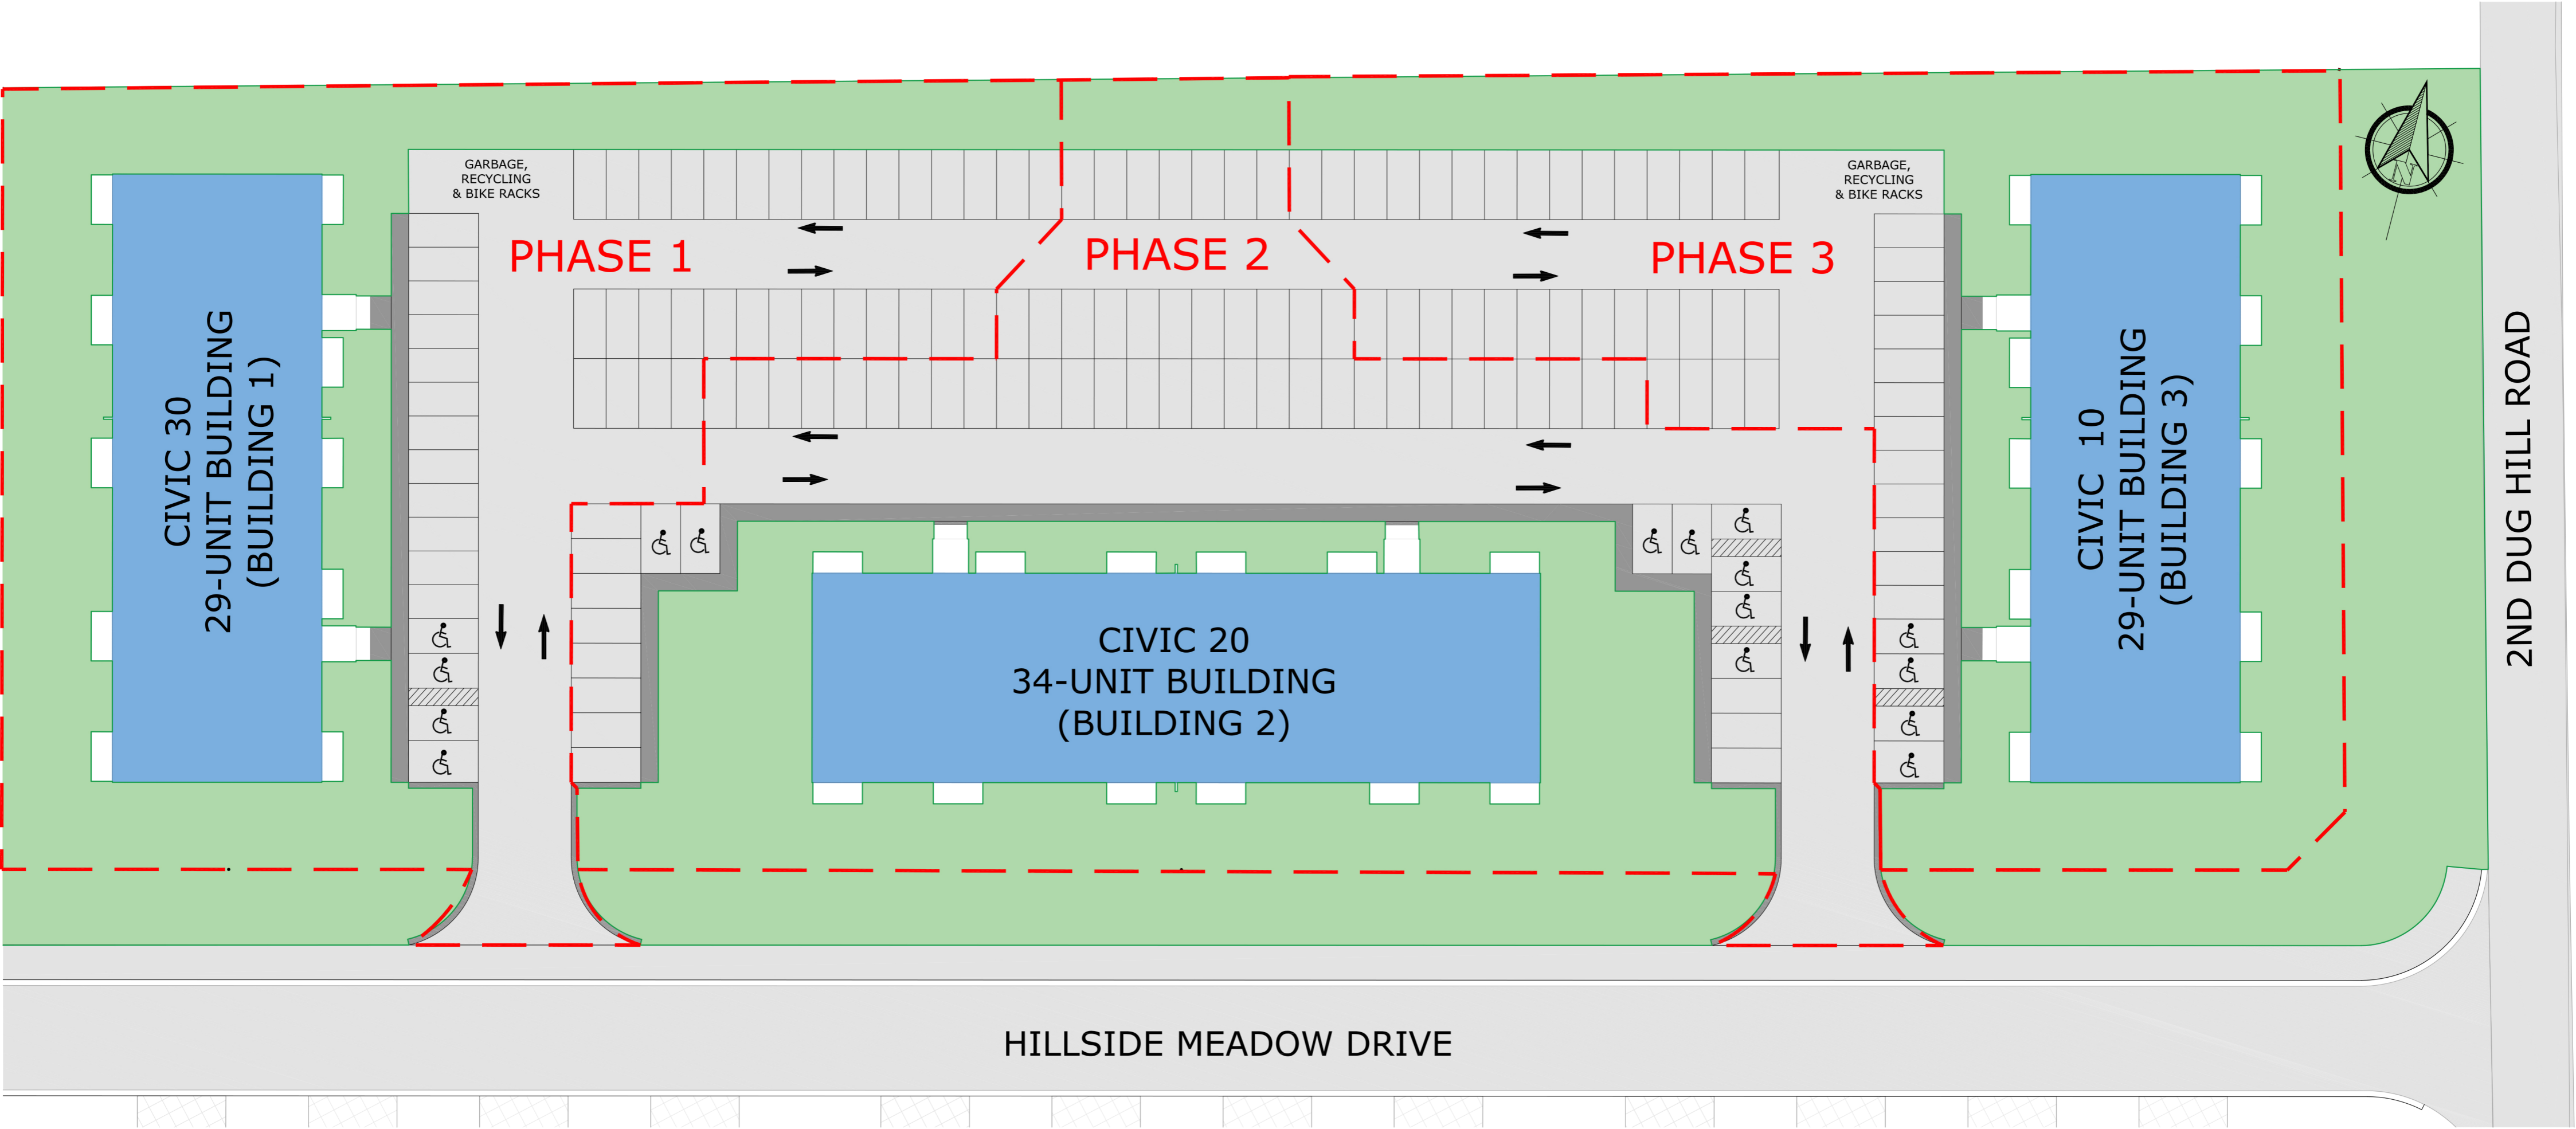 GARBAGE,
RECYCLING
& BIKE RACKS
GARBAGE,
RECYCLING
& BIKE RACKS
PHASE 1
PHASE 2
PHASE 3
CIVIC 30
29-UNIT BUILDING
(BUILDING 1)
CIVIC 20
34-UNIT BUILDING
(BUILDING 2)
CIVIC 10
29-UNIT BUILDING
(BUILDING 3)
2ND DUG HILL ROAD
HILLSIDE MEADOW DRIVE
N